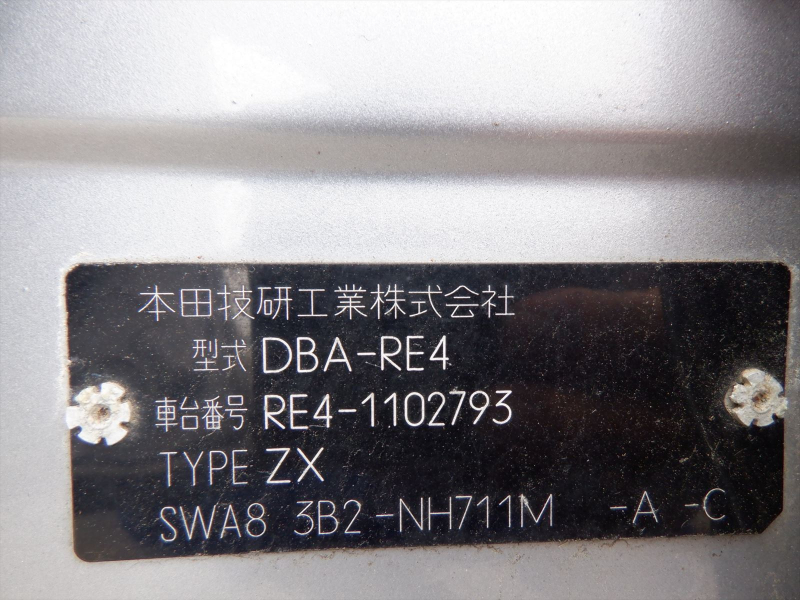 本田技研工業株式会社
型式 DBA-RE4
車台番号 RE4-1102793
TYPE ZX
SWA8 3B2-NH711M -A -C